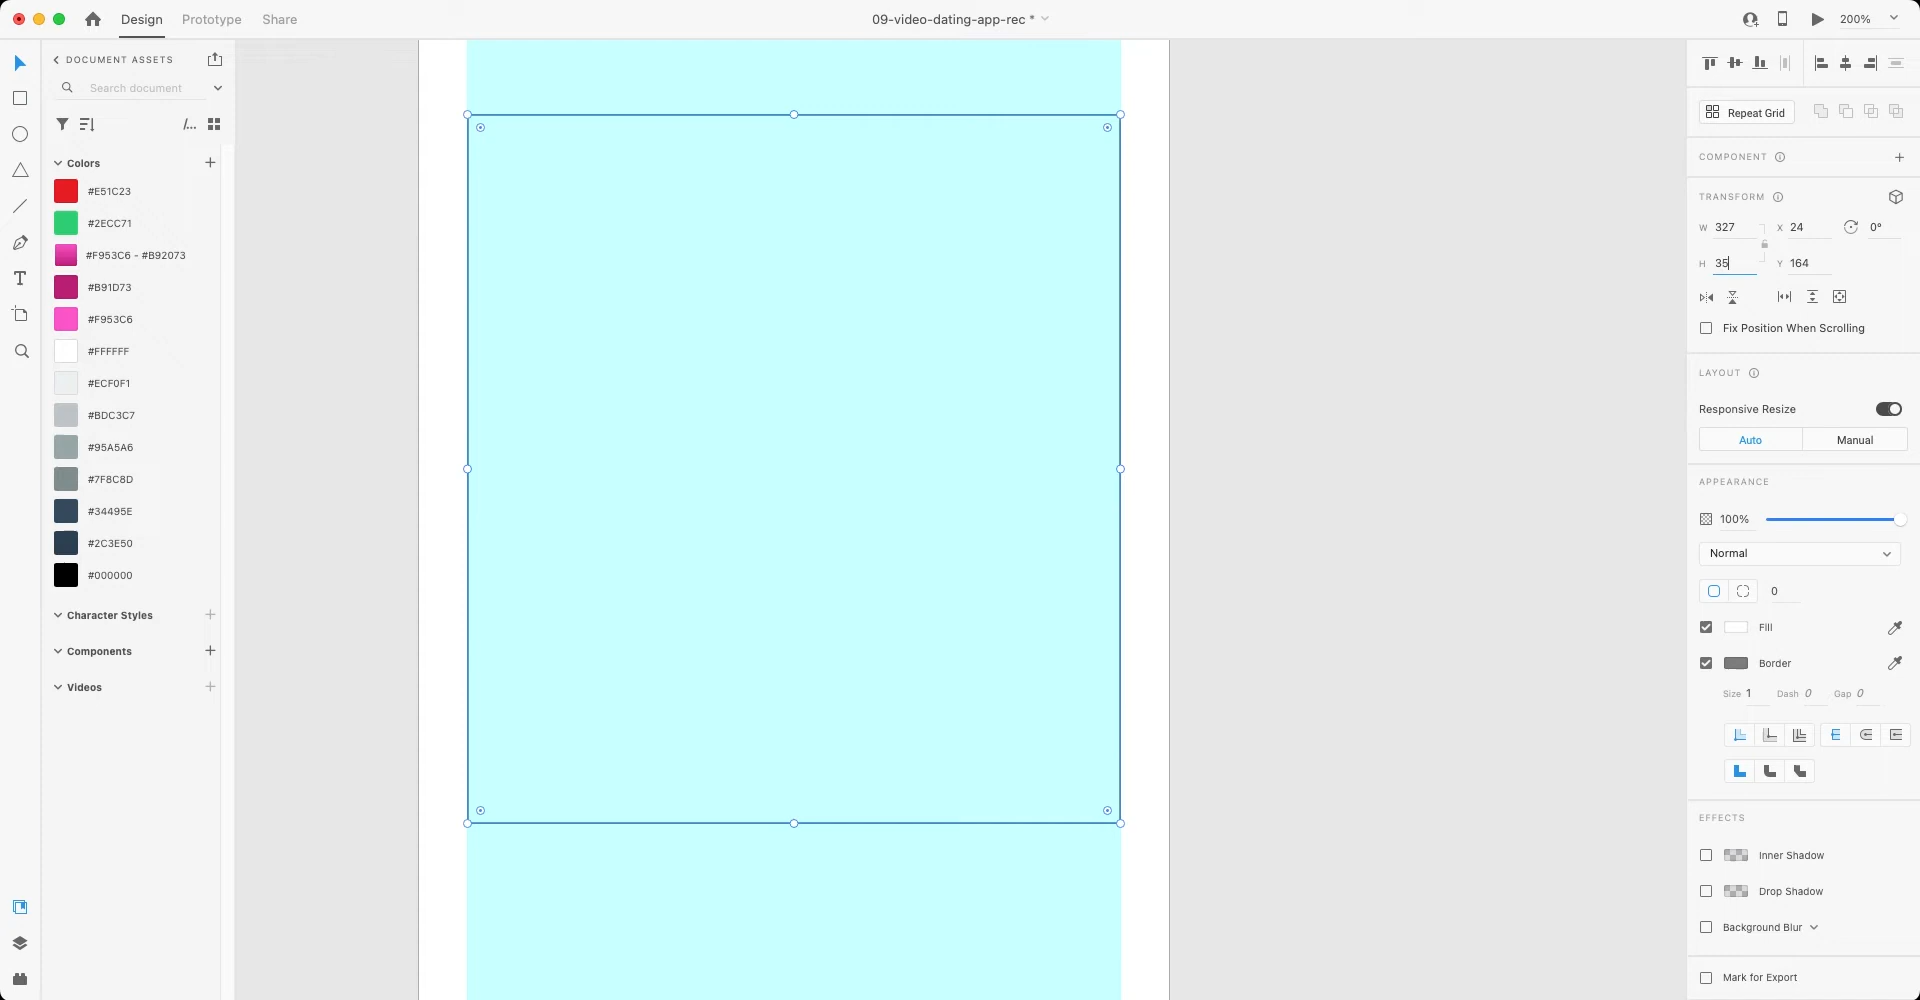 Design Prototype Share 09-video-dating-app-rec * 200%
DOCUMENT ASSETS
Search document
/...
Colors
#E51C23
#2ECC71
#F953C6 - #B92073
#B91D73
#F953C6
#FFFFFF
#ECF0F1
#BDC3C7
#95A5A6
#7F8C8D
#34495E
#2C3E50
#000000
Character Styles
Components
Videos
Repeat Grid
COMPONENT
TRANSFORM
W 327 X 24 0°
H 35 Y 164
Fix Position When Scrolling
LAYOUT
Responsive Resize
Auto Manual
APPEARANCE
100%
Normal
0
Fill
Border
Size 1 Dash 0 Gap 0
EFFECTS
Inner Shadow
Drop Shadow
Background Blur
Mark for Export